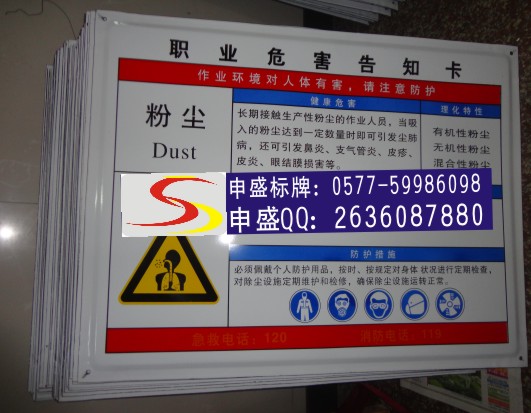 职业危害告知卡
作业环境对人体有害，请注意防护
粉尘
Dust
健康危害
长期接触生产性粉尘的作业人员，当吸
入的粉尘达到一定数量时即可引发尘肺
病，还可引发鼻炎、支气管炎、皮疹、
皮炎、眼结膜损害等。
理化特性
有机性粉尘
无机性粉尘
混合性粉尘
申盛标牌：0577-59986098
申盛QQ：2636087880
防护措施
必须佩戴个人防护用品，按时、按规定对身体 状况进行定期检查，
对除尘设施定期维护和检修，确保除尘设施运转正常。
急救电话：120
消防电话：119